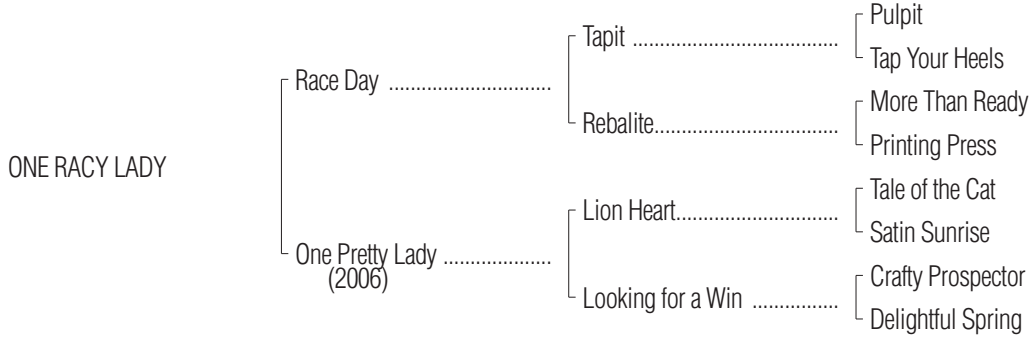 Pulpit
Tapit ........................................
Tap Your Heels
Race Day ...............................
More Than Ready
Rebalite....................................
Printing Press
ONE RACY LADY
Tale of the Cat
Lion Heart...............................
Satin Sunrise
One Pretty Lady .....................
(2006)
Crafty Prospector
Looking for a Win ................
Delightful Spring